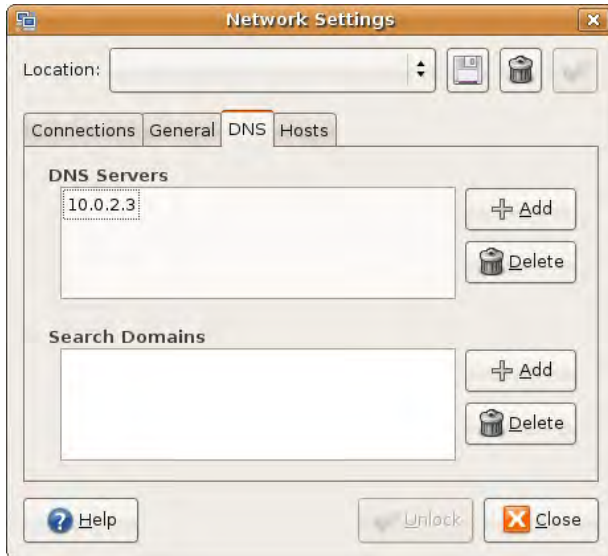 Network Settings
Location:
Connections General DNS Hosts
DNS Servers
10.0.2.3
Add
Delete
Search Domains
Add
Delete
Help Unlock Close